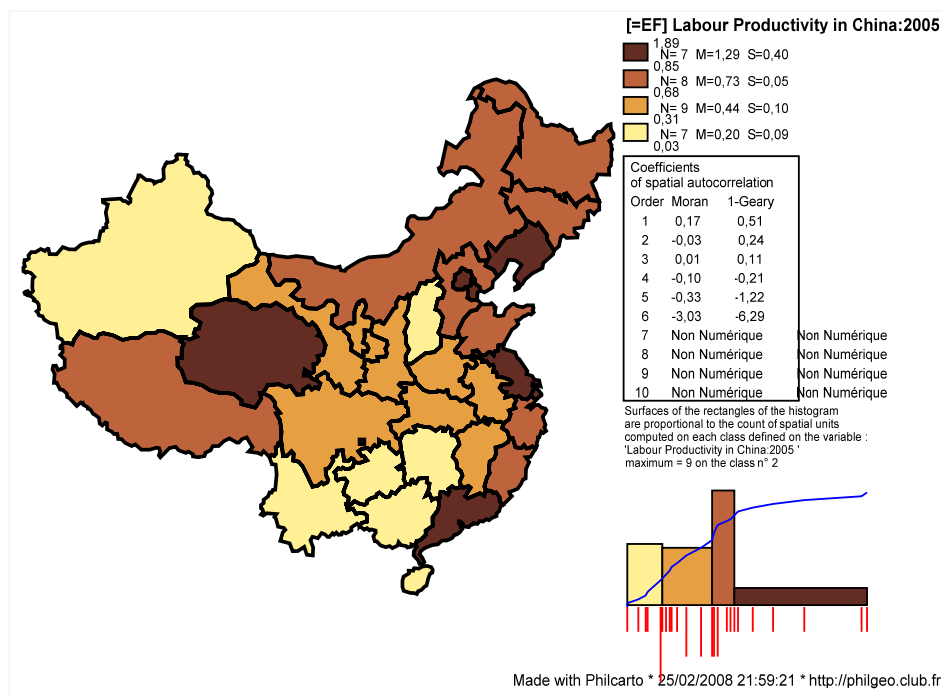 [=EF] Labour Productivity in China:2005
1,89
N= 7 M=1,29 S=0,40
0,85
N= 8 M=0,73 S=0,05
0,68
N= 9 M=0,44 S=0,10
0,31
N= 7 M=0,20 S=0,09
0,03
Coefficients
of spatial autocorrelation
Order Moran 1-Geary
1 0,17 0,51
2 -0,03 0,24
3 0,01 0,11
4 -0,10 -0,21
5 -0,33 -1,22
6 -3,03 -6,29
7 Non Numérique Non Numérique
8 Non Numérique Non Numérique
9 Non Numérique Non Numérique
10 Non Numérique Non Numérique
Surfaces of the rectangles of the histogram
are proportional to the count of spatial units
computed on each class defined on the variable :
'Labour Productivity in China:2005 '
maximum = 9 on the class n° 2
Made with Philcarto * 25/02/2008 21:59:21 * http://philgeo.club.fr